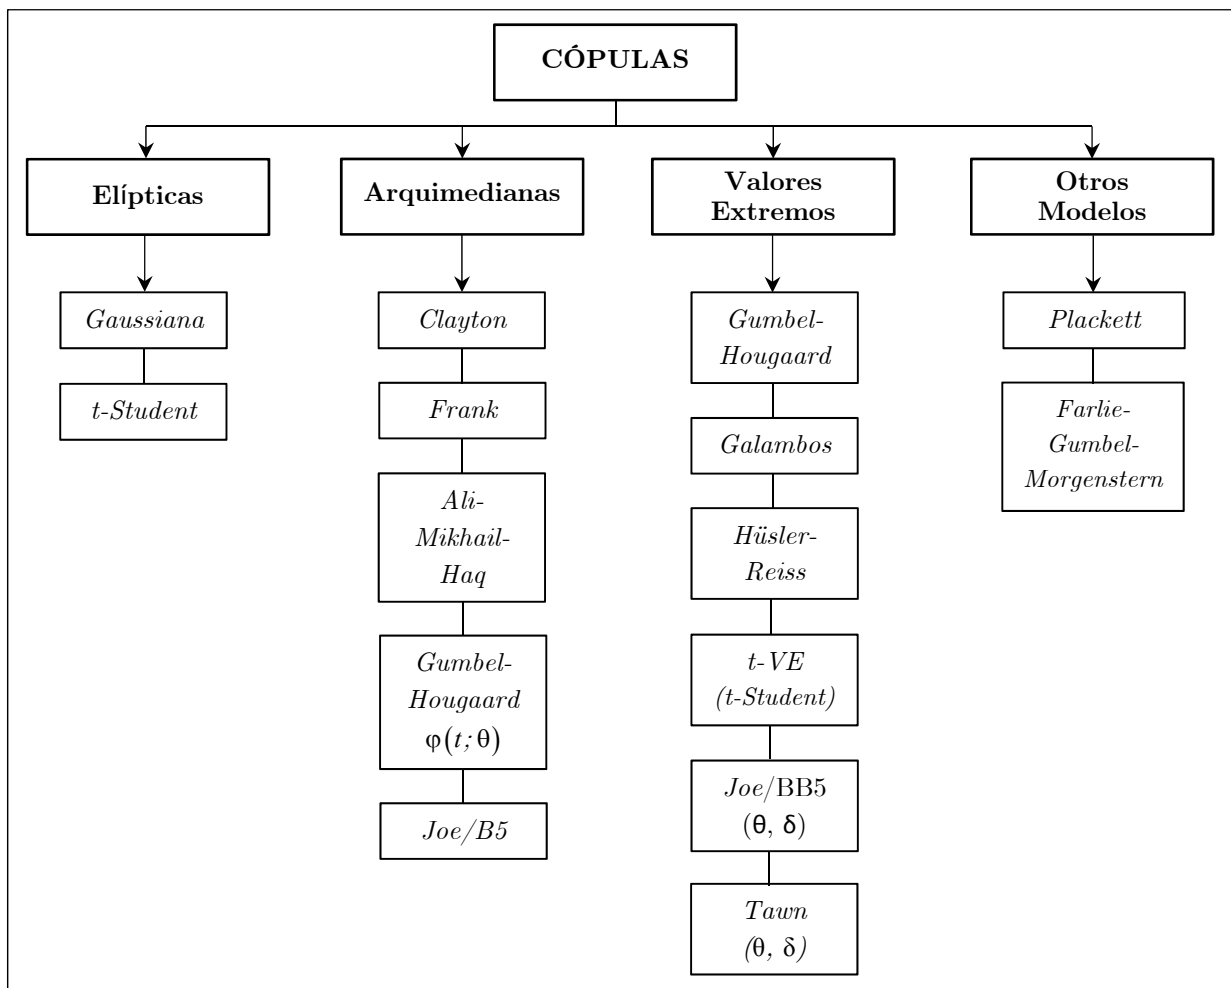 CÓPULAS
Elípticas
Arquimedianas
Valores
Extremos
Otros
Modelos
Gaussiana
t-Student
Clayton
Frank
Ali-
Mikhail-
Haq
Gumbel-
Hougaard
φ(t; θ)
Joe/B5
Gumbel-
Hougaard
Galambos
Hüsler-
Reiss
t-VE
(t-Student)
Joe/BB5
(θ, δ)
Tawn
(θ, δ)
Plackett
Farlie-
Gumbel-
Morgenstern